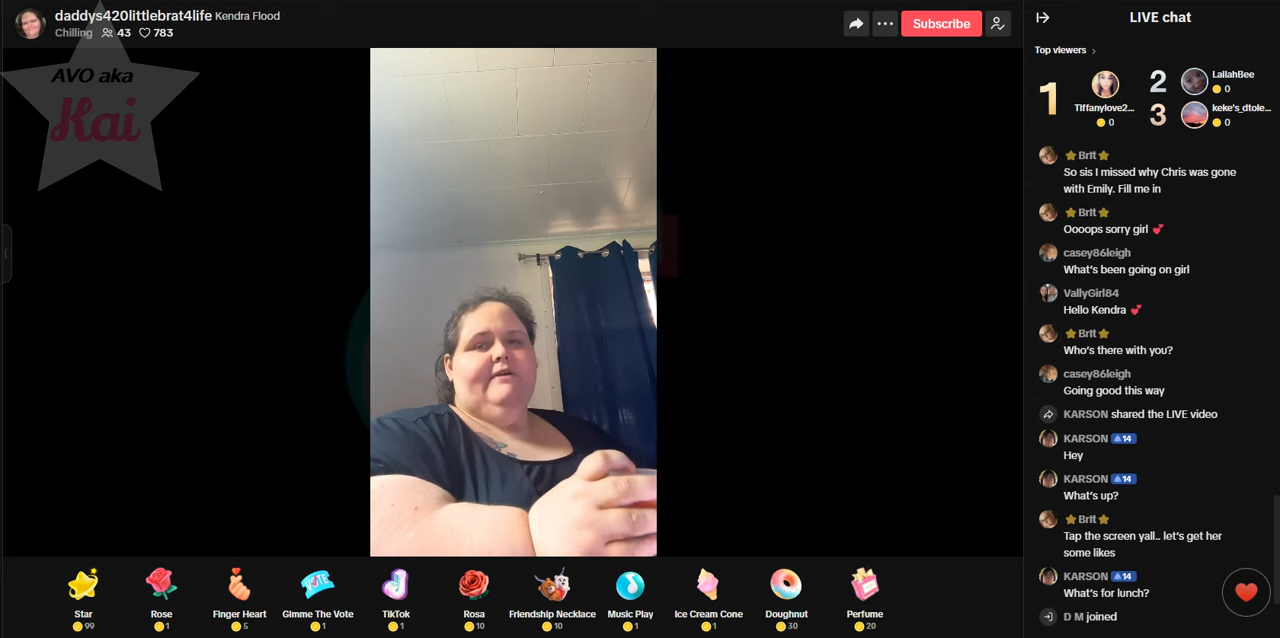 daddys420littlebrat4life Kendra Flood
Chilling 43 783
Subscribe
AVO aka
Kai
LIVE chat
Top viewers
1
Tiffanylove2...
0
2
LailahBee
0
3
keke's_dtole...
0
Brit
So sis I missed why Chris was gone
with Emily. Fill me in
Brit
Oooops sorry girl 💕
casey86leigh
What's been going on girl
VallyGirl84
Hello Kendra 💕
Brit
Who's there with you?
casey86leigh
Going good this way
KARSON shared the LIVE video
KARSON 14
Hey
KARSON 14
What's up?
Brit
Tap the screen yall.. let's get her
some likes
KARSON 14
What's for lunch?
D M joined
Star
99
Rose
1
Finger Heart
5
VOTE
Gimme The Vote
1
TikTok
1
Rosa
10
Friendship Necklace
10
Music Play
1
Ice Cream Cone
1
Doughnut
30
Perfume
20